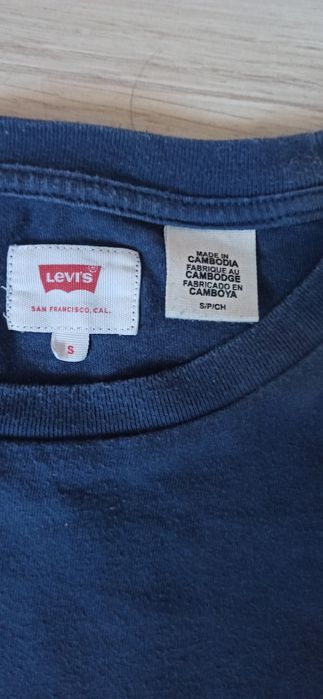 Levi's®
SAN FRANCISCO, CAL.
S
MADE IN
CAMBODIA
FABRIQUE AU
CAMBODGE
FABRICADO EN
CAMBOYA
S/P/CH